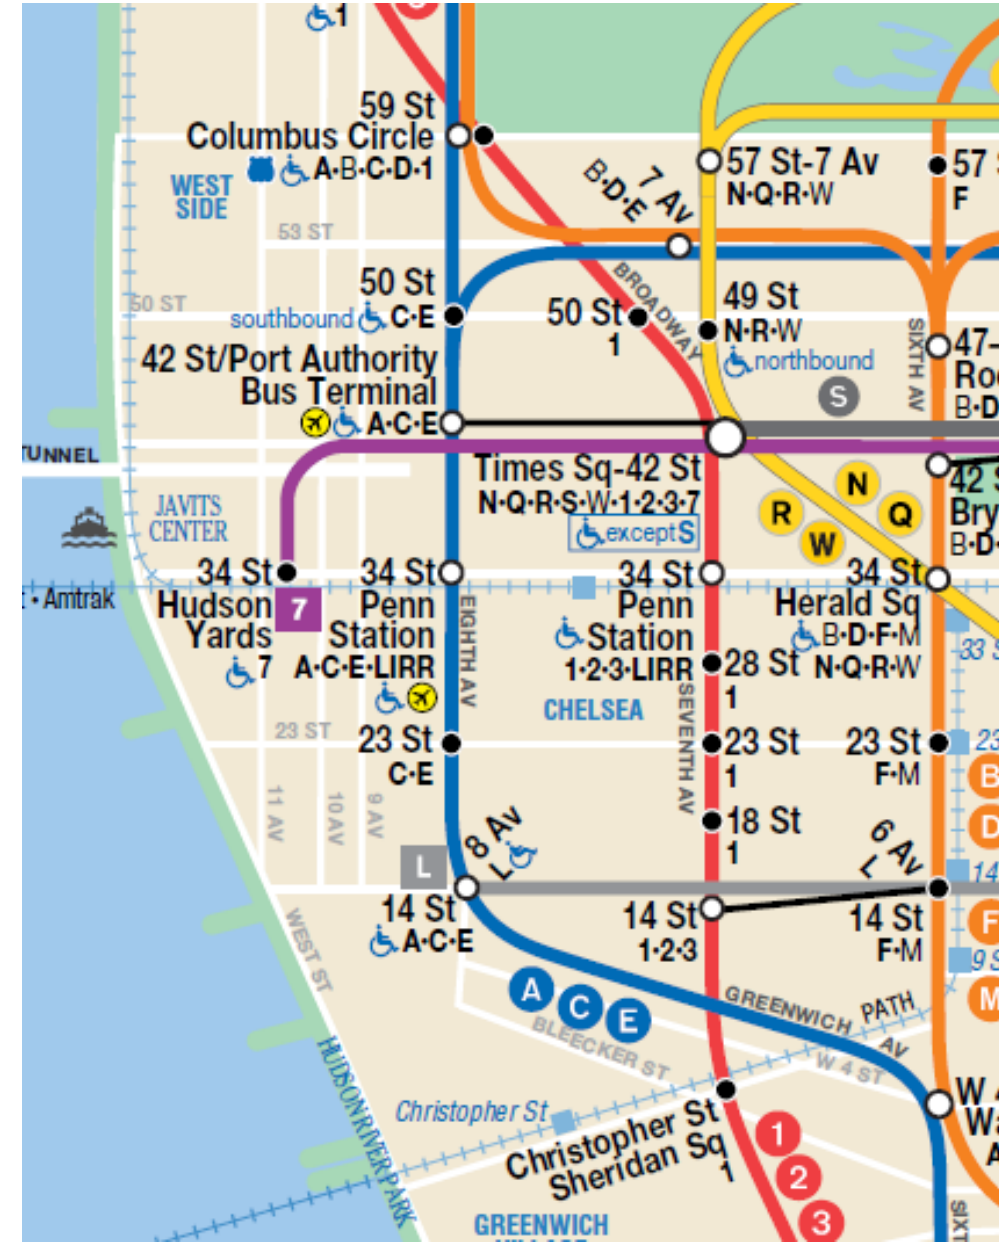 1
59 St
Columbus Circle
A•B•C•D•1
WEST
SIDE
53 ST
7 Av
B•D•E
57 St-7 Av
N•Q•R•W
57
F
50 ST
50 St
southbound C•E
BROADWAY
50 St
1
49 St
N•R•W
northbound
SIXTH AV
47-
Roc
B•D
S
42 St/Port Authority
Bus Terminal
A•C•E
TUNNEL
Times Sq-42 St
N•Q•R•S•W•1•2•3•7
except S
N
R
Q
W
42 S
Bry
B•D•
JAVITS
CENTER
34 St
Hudson
Yards
7
7
34 St
Penn
Station
A•C•E•LIRR
EIGHTH AV
34 St
Penn
Station
1•2•3•LIRR
34 St
Herald Sq
B•D•F•M
N•Q•R•W
• Amtrak
33 S
28 St
1
SEVENTH AV
CHELSEA
23 ST
23 St
C•E
23 St
1
23 St
F•M
23
B
D
11 AV
10 AV
9 AV
18 St
1
8 Av
L
L
6 Av
L
14
14 St
A•C•E
14 St
1•2•3
14 St
F•M
F
9 S
M
WEST ST
A
C
E
GREENWICH AV
PATH
BLEECKER ST
W 4 ST
HUDSON RIVER PARK
Christopher St
Christopher St
Sheridan Sq
1
W 4
Wa
A
1
2
3
GREENWICH
VILLAGE
SIXT